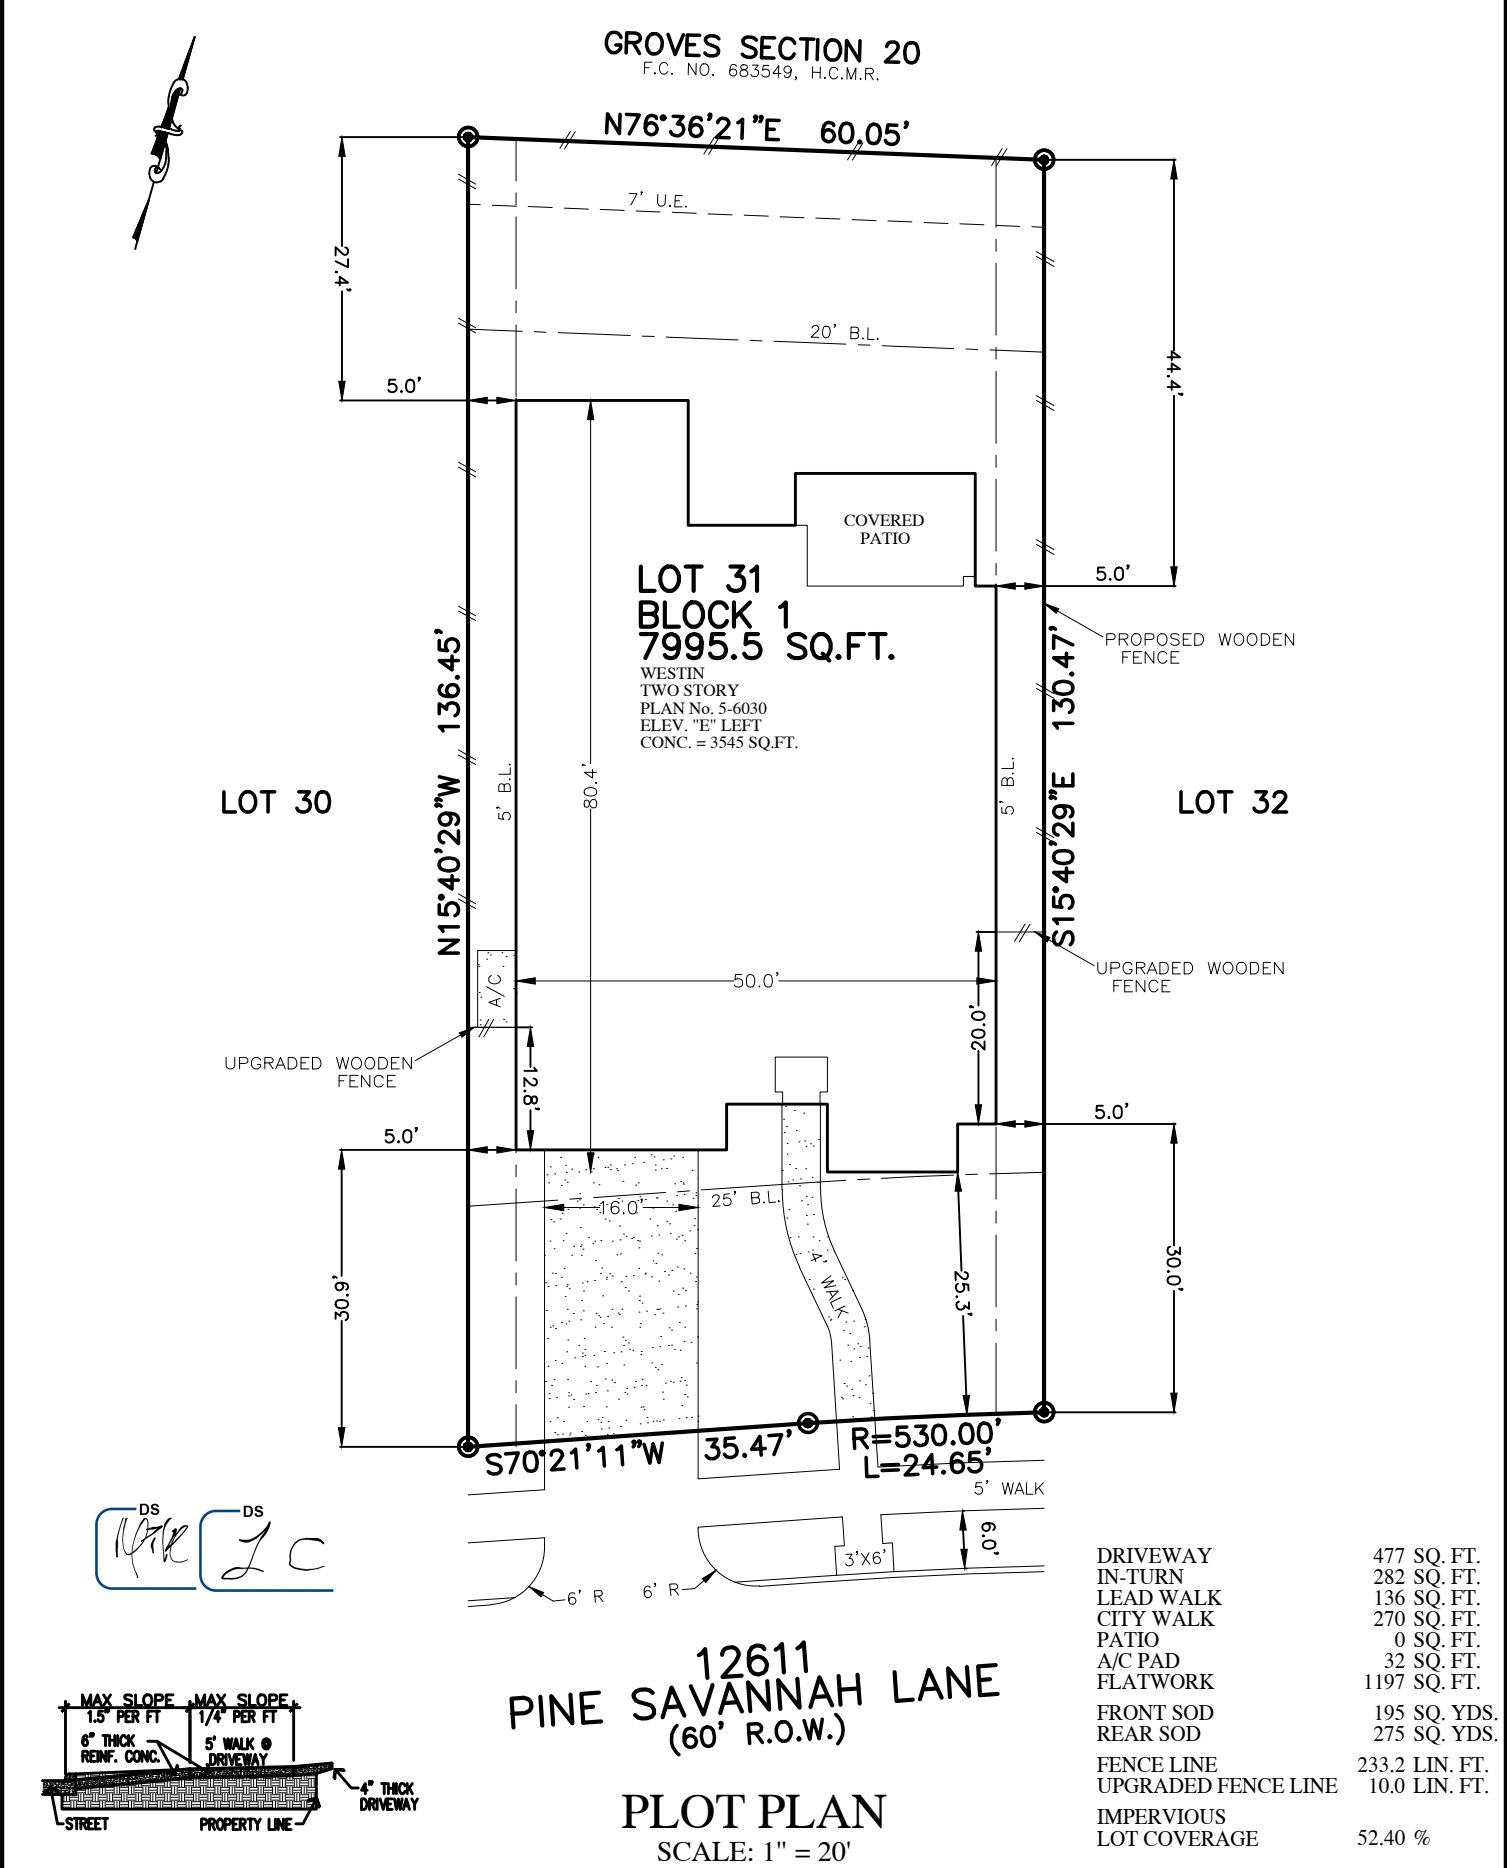 GROVES SECTION 20
F.C. NO. 683549, H.C.M.R.
N76°36'21"E 60.05'
7' U.E.
27.4'
20' B.L.
44.4'
5.0'
COVERED
PATIO
5.0'
LOT 31
BLOCK 1
7995.5 SQ.FT.
WESTIN
TWO STORY
PLAN No. 5-6030
ELEV. "E" LEFT
CONC. = 3545 SQ.FT.
PROPOSED WOODEN
FENCE
N15°40'29"W 136.45'
S15°40'29"E 130.47'
5' B.L.
80.4'
5' B.L.
LOT 30
LOT 32
UPGRADED WOODEN
FENCE
A/C
50.0'
20.0'
UPGRADED WOODEN
FENCE
12.8'
5.0'
5.0'
16.0'
25' B.L.
4' WALK
25.3'
30.9'
30.0'
S70°21'11"W 35.47'
R=530.00'
L=24.65'
5' WALK
6.0'
3'X6'
6' R
6' R
DS
DS
L C
12611
PINE SAVANNAH LANE
(60' R.O.W.)
DRIVEWAY 477 SQ. FT.
IN-TURN 282 SQ. FT.
LEAD WALK 136 SQ. FT.
CITY WALK 270 SQ. FT.
PATIO 0 SQ. FT.
A/C PAD 32 SQ. FT.
FLATWORK 1197 SQ. FT.
FRONT SOD 195 SQ. YDS.
REAR SOD 275 SQ. YDS.
FENCE LINE 233.2 LIN. FT.
UPGRADED FENCE LINE 10.0 LIN. FT.
IMPERVIOUS
LOT COVERAGE 52.40 %
MAX SLOPE
1.5" PER FT
MAX SLOPE
1/4" PER FT
6" THICK
REINF. CONC.
5' WALK @
DRIVEWAY
4" THICK
DRIVEWAY
STREET
PROPERTY LINE
PLOT PLAN
SCALE: 1" = 20'